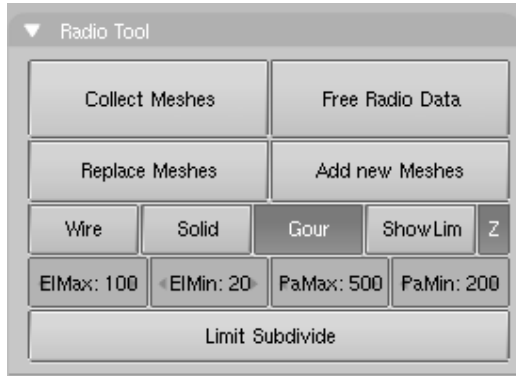 Radio Tool
Collect Meshes Free Radio Data
Replace Meshes Add new Meshes
Wire Solid Gour ShowLim Z
ElMax: 100 ElMin: 20 PaMax: 500 PaMin: 200
Limit Subdivide